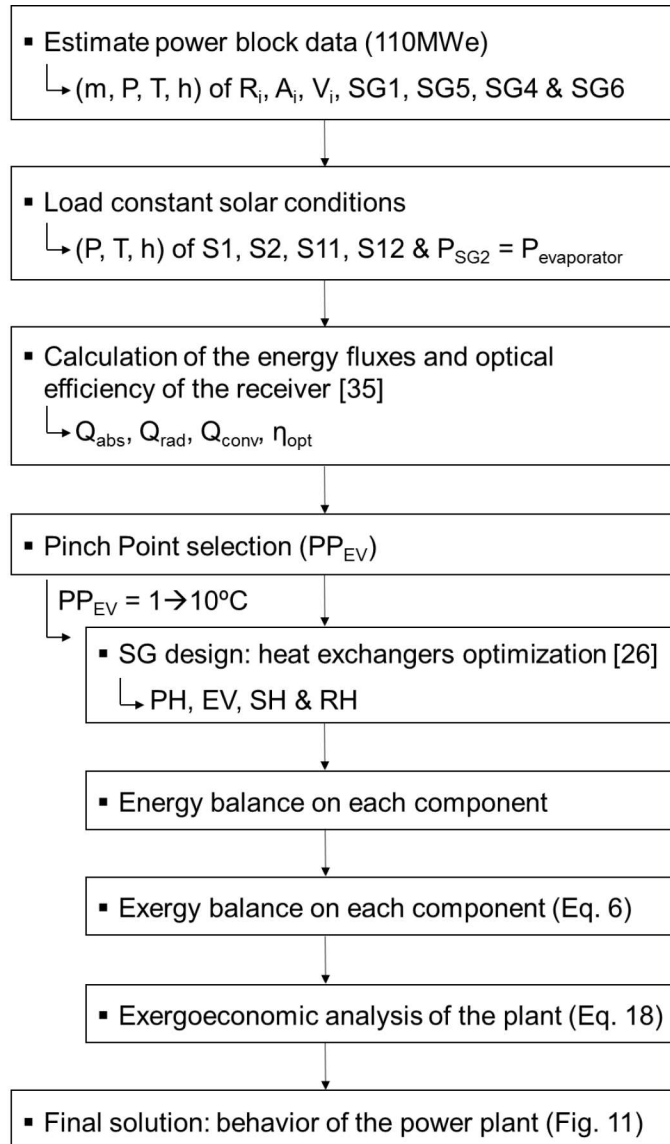 ▪ Estimate power block data (110MWe)
(m, P, T, h) of Rᵢ, Aᵢ, Vᵢ, SG1, SG5, SG4 & SG6
▪ Load constant solar conditions
(P, T, h) of S1, S2, S11, S12 & P_SG2 = P_evaporator
▪ Calculation of the energy fluxes and optical
efficiency of the receiver [35]
Q_abs, Q_rad, Q_conv, η_opt
▪ Pinch Point selection (PP_EV)
PP_EV = 1→10ºC
▪ SG design: heat exchangers optimization [26]
PH, EV, SH & RH
▪ Energy balance on each component
▪ Exergy balance on each component (Eq. 6)
▪ Exergoeconomic analysis of the plant (Eq. 18)
▪ Final solution: behavior of the power plant (Fig. 11)